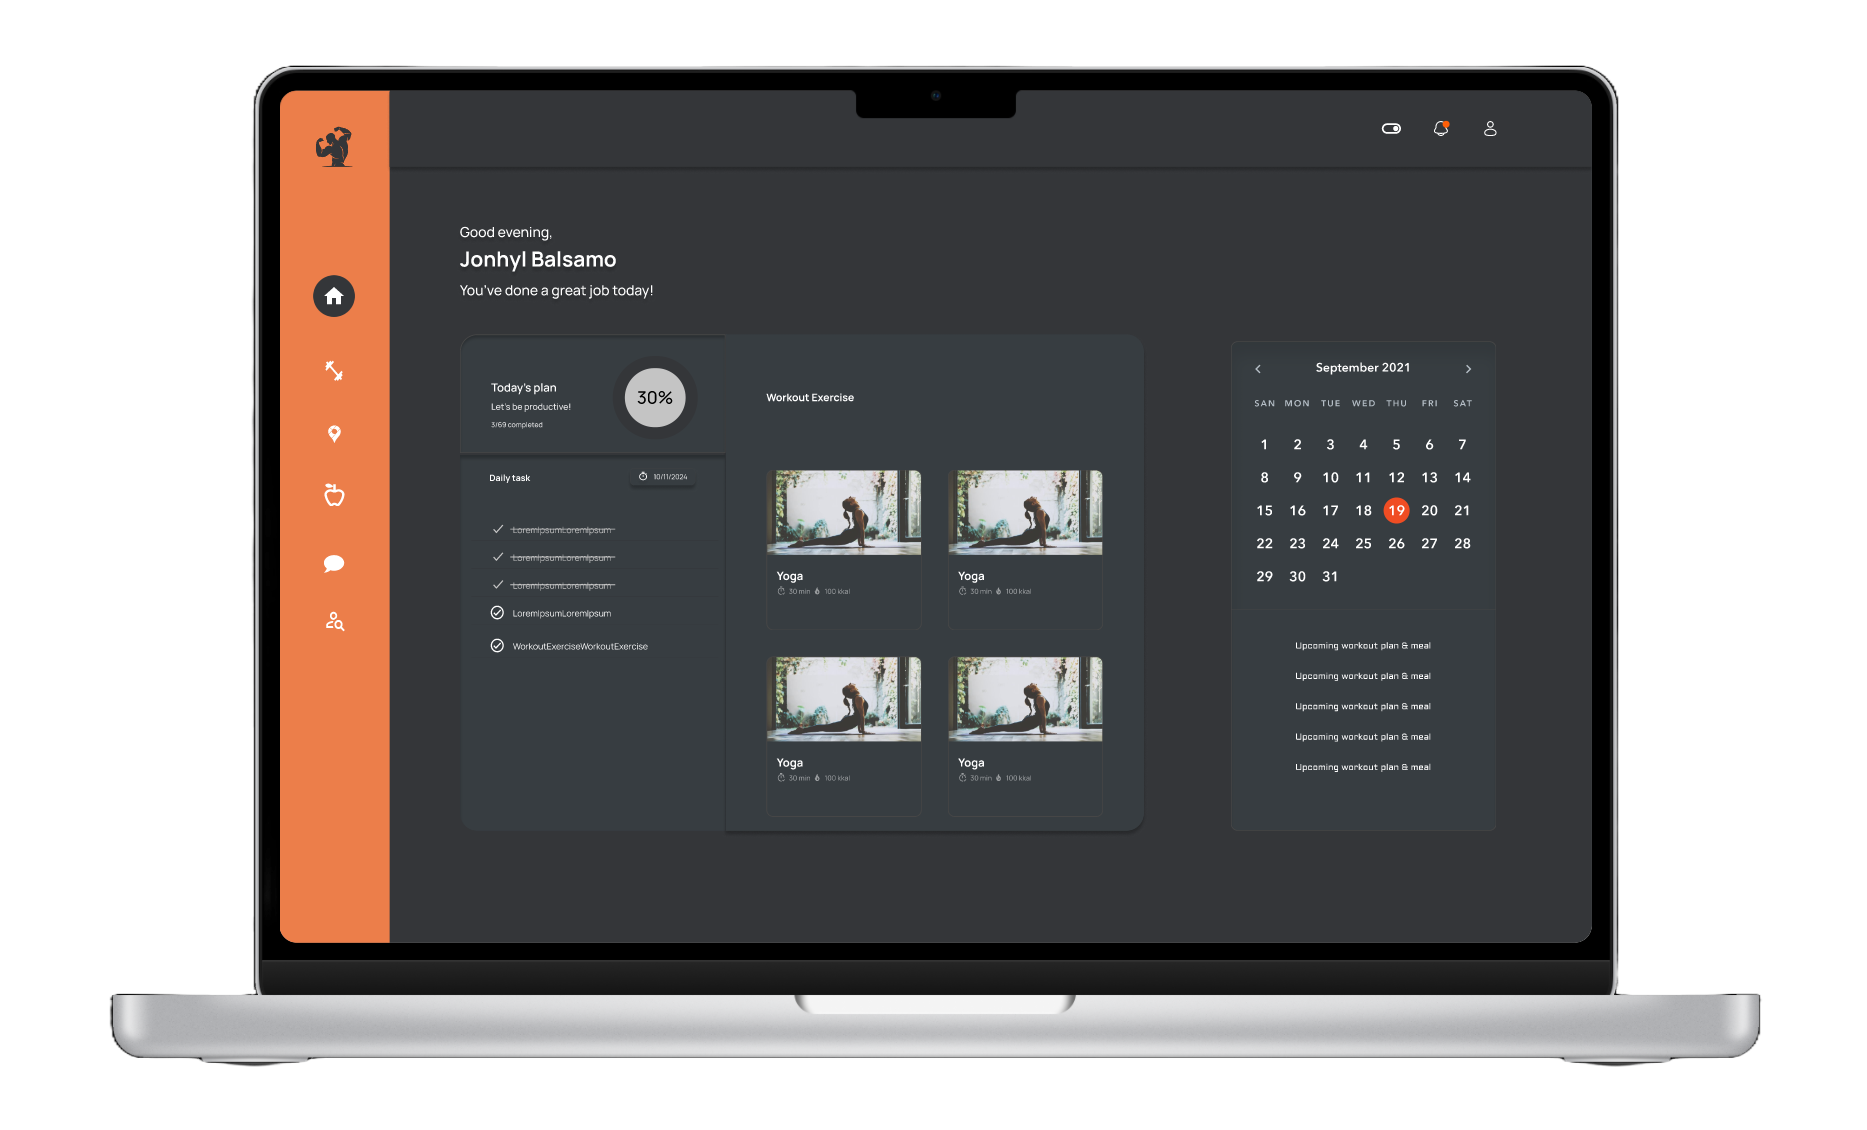 Good evening,
Jonhyl Balsamo
You've done a great job today!
Today's plan
Let's be productive!
3/69 completed
30%
Daily task
10/11/2024
LoremIpsumLoremIpsum
LoremIpsumLoremIpsum
LoremIpsumLoremIpsum
LoremIpsumLoremIpsum
WorkoutExerciseWorkoutExercise
Workout Exercise
Yoga
30 min 100 kkal
Yoga
30 min 100 kkal
Yoga
30 min 100 kkal
Yoga
30 min 100 kkal
September 2021
SAN MON TUE WED THU FRI SAT
1 2 3 4 5 6 7
8 9 10 11 12 13 14
15 16 17 18 19 20 21
22 23 24 25 26 27 28
29 30 31
Upcoming workout plan & meal
Upcoming workout plan & meal
Upcoming workout plan & meal
Upcoming workout plan & meal
Upcoming workout plan & meal